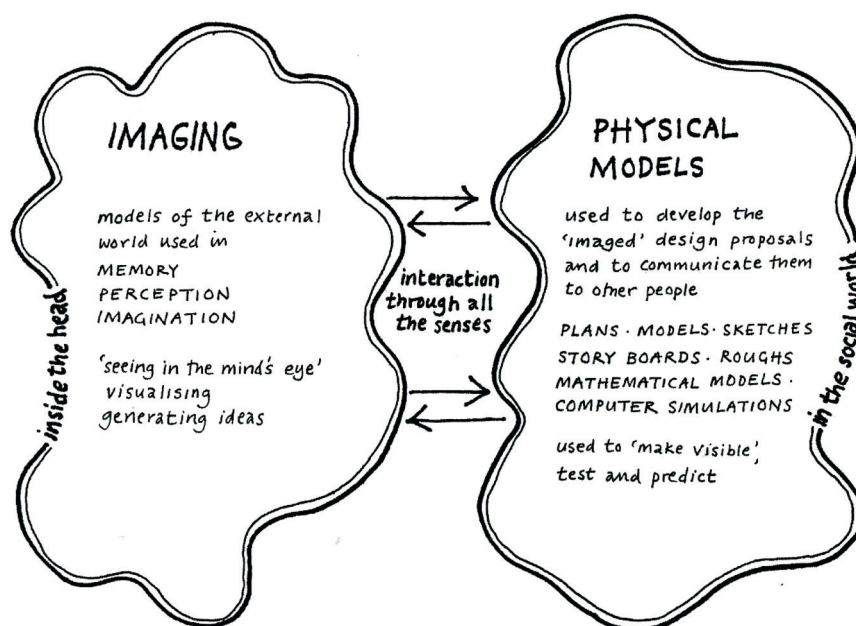 IMAGING
models of the external
world used in
MEMORY
PERCEPTION
IMAGINATION
'seeing in the mind's eye'
visualising
generating ideas
inside the head
interaction
through all
the senses
PHYSICAL
MODELS
used to develop the
'imaged' design proposals
and to communicate them
to other people
PLANS · MODELS · SKETCHES
STORY BOARDS · ROUGHS
MATHEMATICAL MODELS ·
COMPUTER SIMULATIONS
used to 'make visible',
test and predict
in the social world